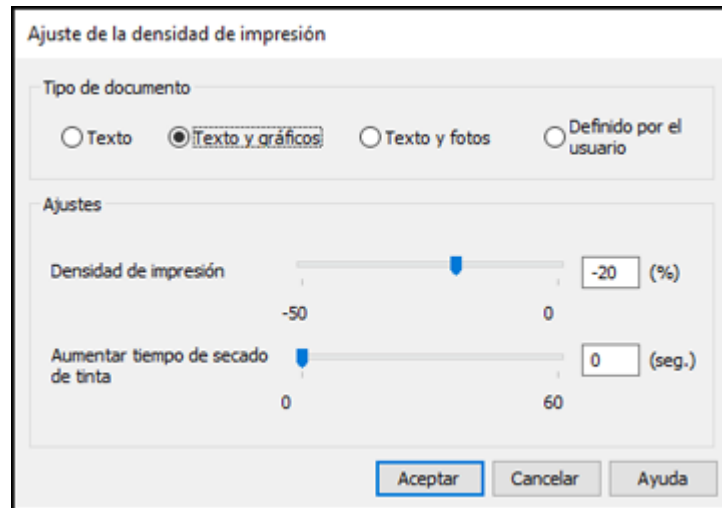 Ajuste de la densidad de impresión
Tipo de documento
Texto
Texto y gráficos
Texto y fotos
Definido por el
usuario
Ajustes
Densidad de impresión
-20 (%)
-50 0
Aumentar tiempo de secado
de tinta
0 (seg.)
0 60
Aceptar Cancelar Ayuda